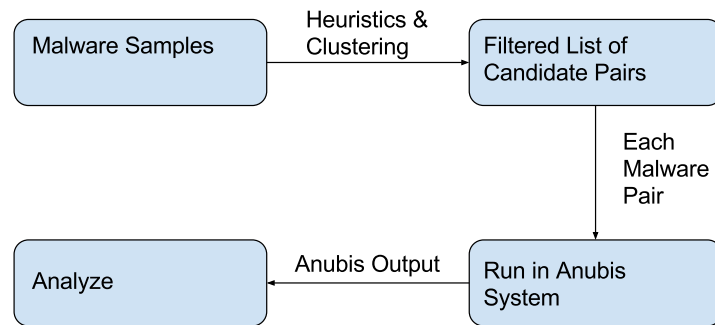 Malware Samples
Heuristics &
Clustering
Filtered List of
Candidate Pairs
Each
Malware
Pair
Run in Anubis
System
Anubis Output
Analyze